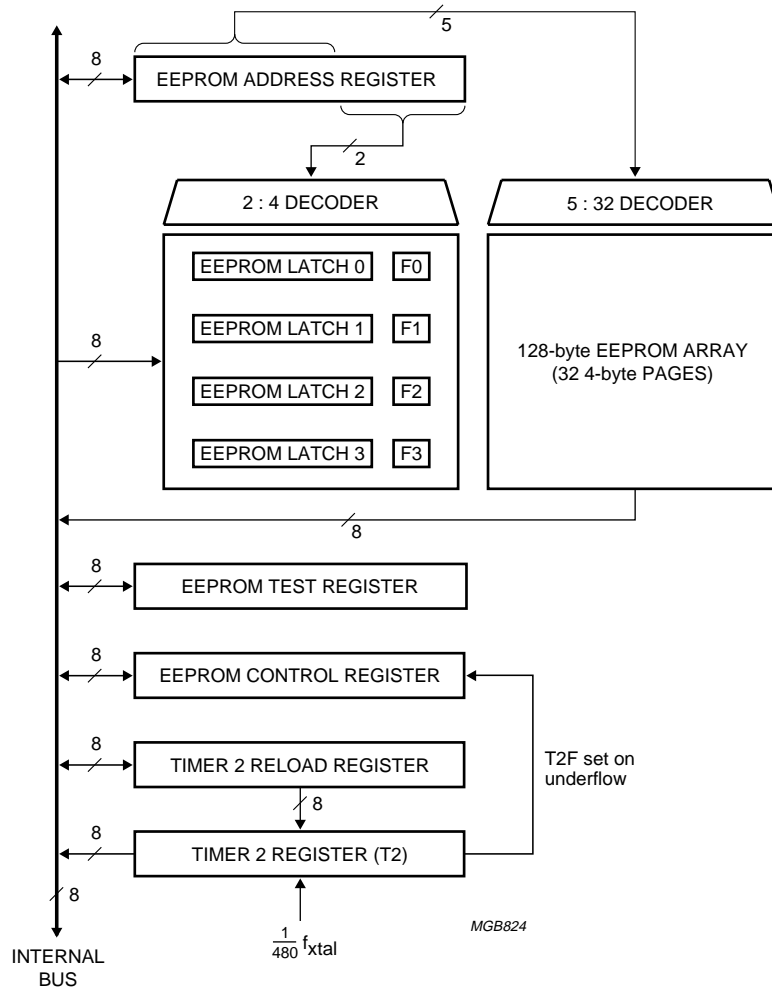 5
8
EEPROM ADDRESS REGISTER
2
2 : 4 DECODER
5 : 32 DECODER
EEPROM LATCH 0
F0
EEPROM LATCH 1
F1
8
128-byte EEPROM ARRAY
(32 4-byte PAGES)
EEPROM LATCH 2
F2
EEPROM LATCH 3
F3
8
8
EEPROM TEST REGISTER
8
EEPROM CONTROL REGISTER
T2F set on
underflow
8
TIMER 2 RELOAD REGISTER
8
8
TIMER 2 REGISTER (T2)
8
1/480 fxtal
MGB824
INTERNAL
BUS